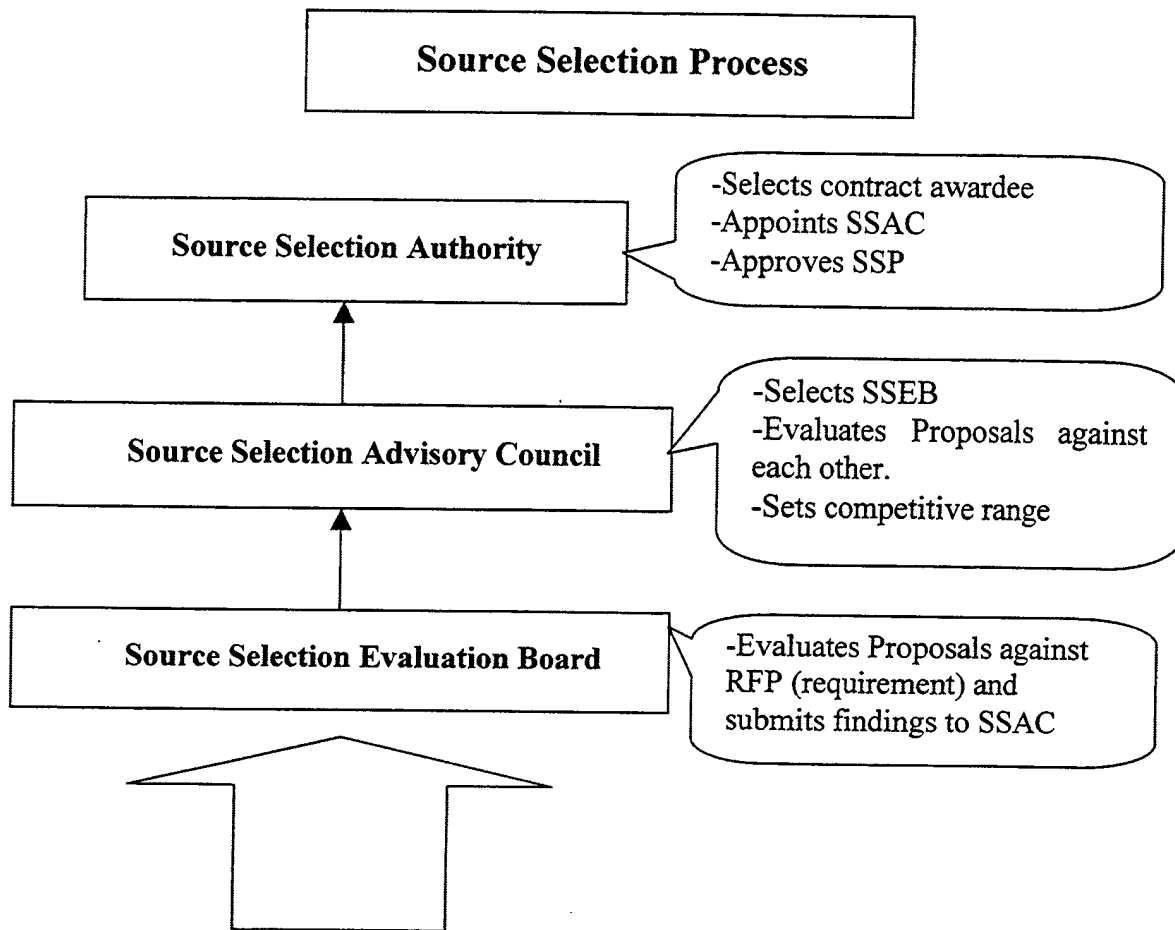 Source Selection Process
Source Selection Authority
-Selects contract awardee
-Appoints SSAC
-Approves SSP
Source Selection Advisory Council
-Selects SSEB
-Evaluates Proposals against
each other.
-Sets competitive range
Source Selection Evaluation Board
-Evaluates Proposals against
RFP (requirement) and
submits findings to SSAC